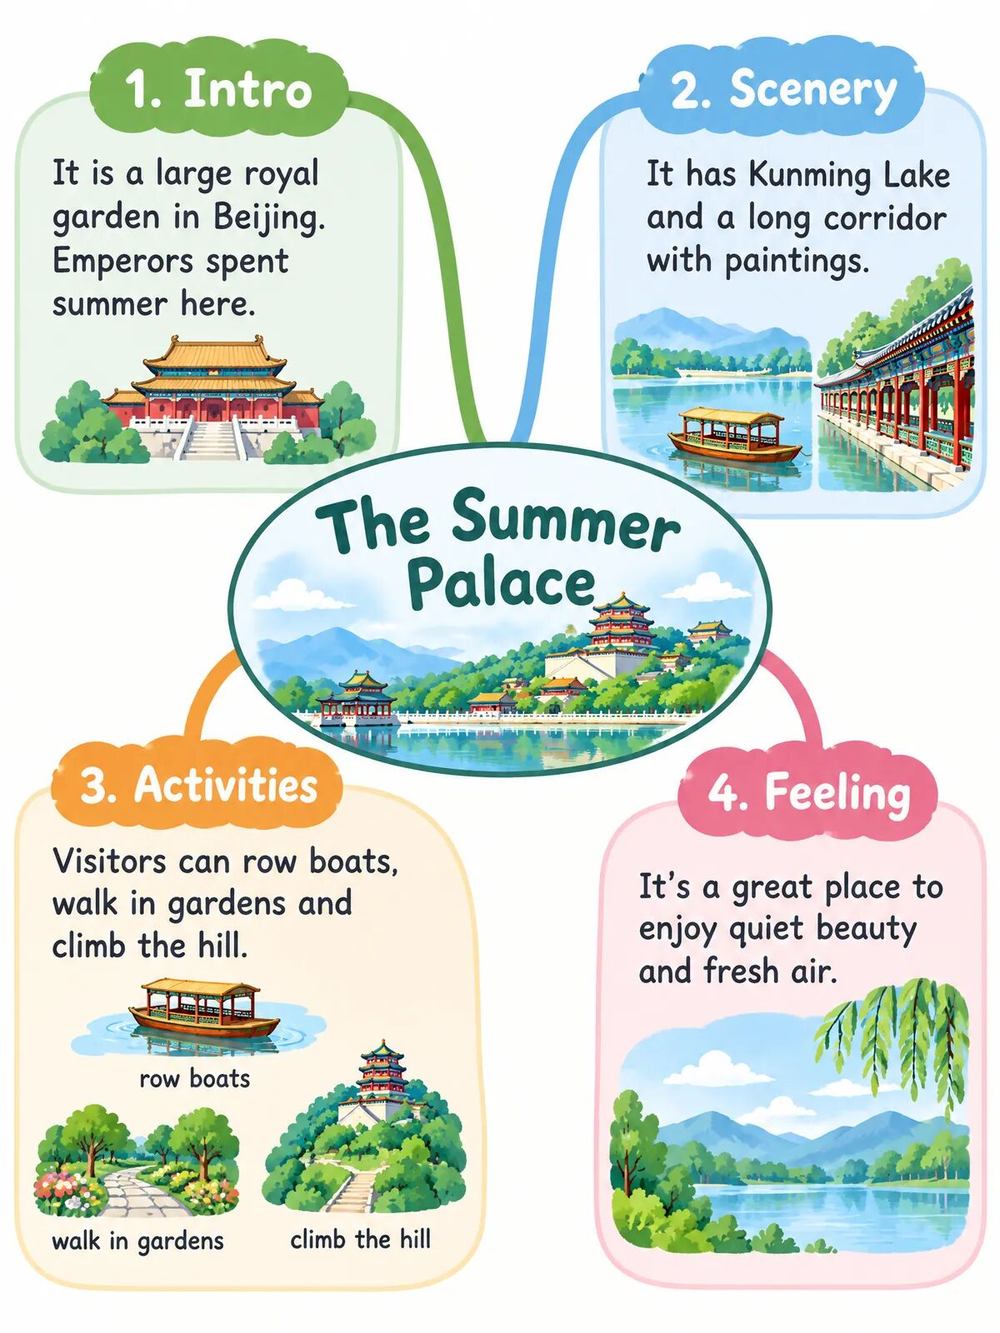 1. Intro
It is a large royal
garden in Beijing.
Emperors spent
summer here.
2. Scenery
It has Kunming Lake
and a long corridor
with paintings.
The Summer
Palace
3. Activities
Visitors can row boats,
walk in gardens and
climb the hill.
row boats
walk in gardens
climb the hill
4. Feeling
It's a great place to
enjoy quiet beauty
and fresh air.